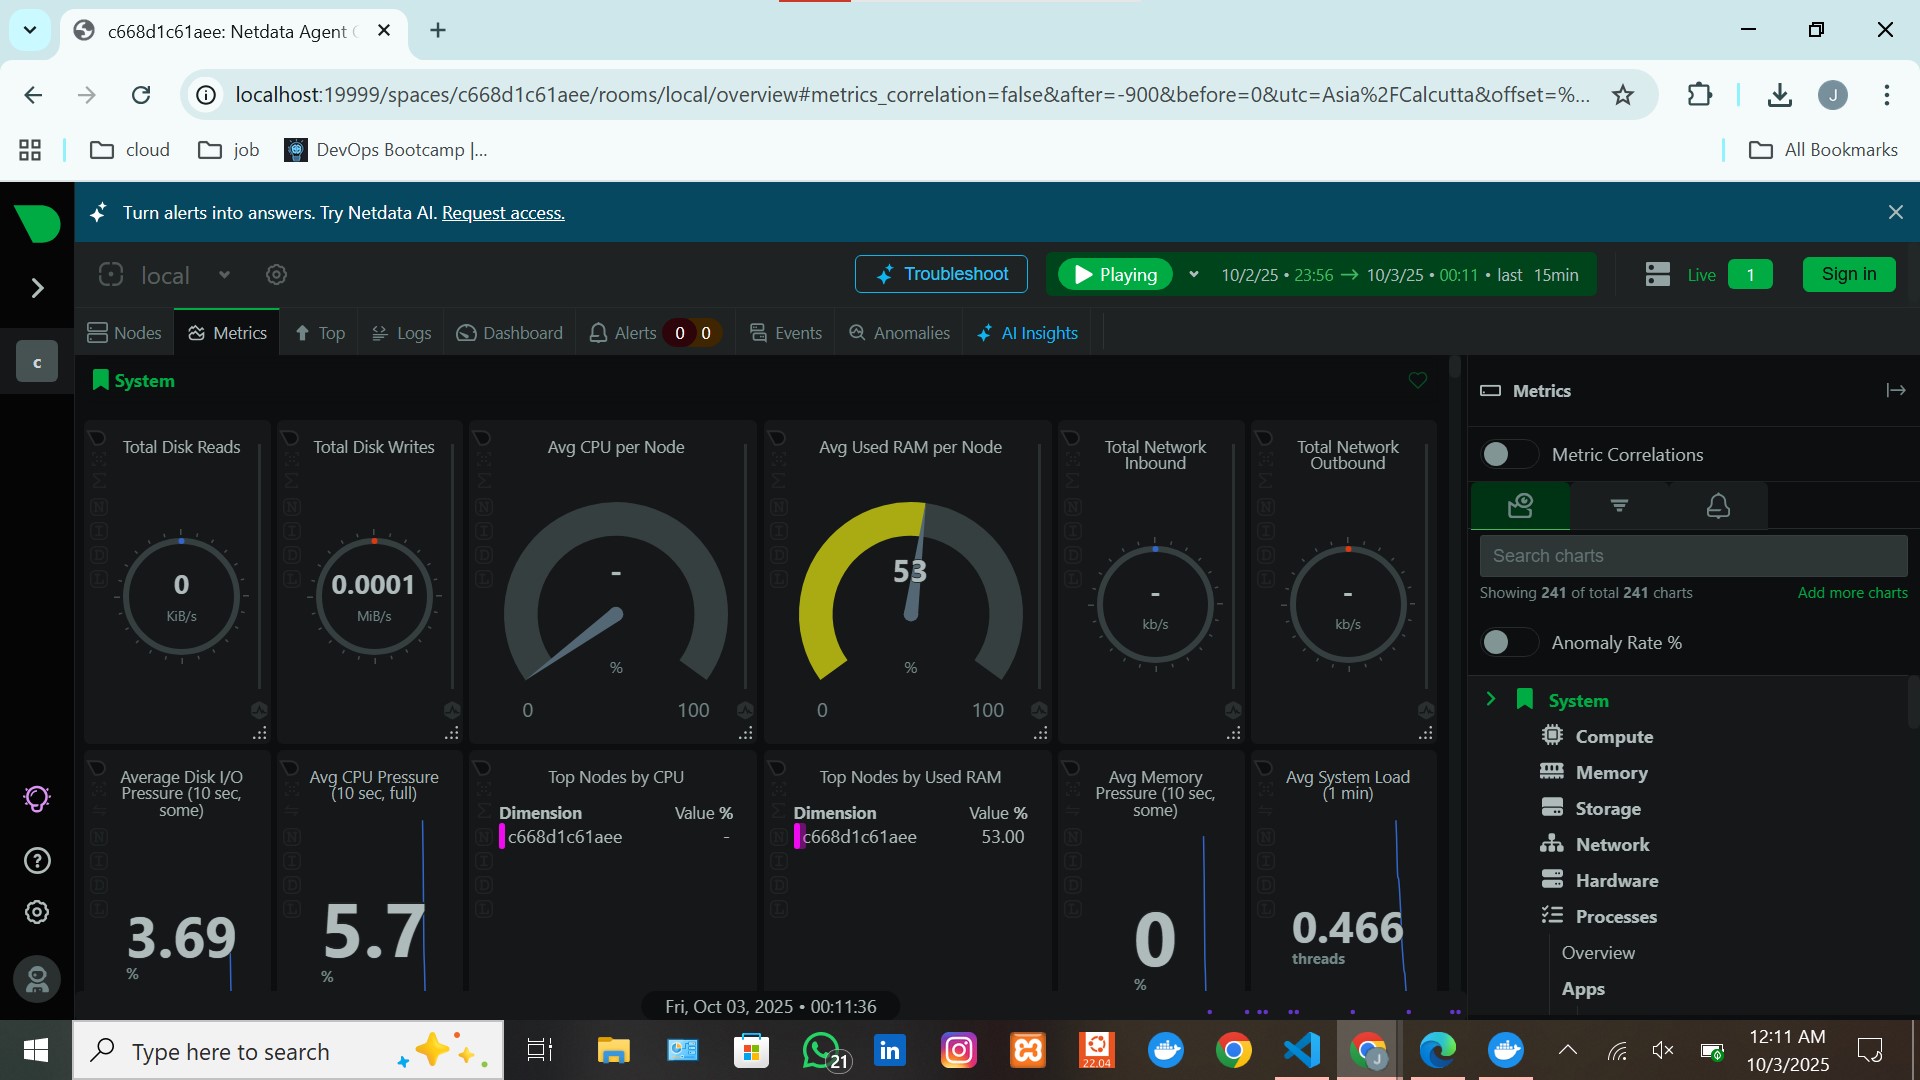 c668d1c61aee: Netdata Agent
localhost:19999/spaces/c668d1c61aee/rooms/local/overview#metrics_correlation=false&after=-900&before=0&utc=Asia%2FCalcutta&offset=%...
J
cloud
job
DevOps Bootcamp |...
All Bookmarks
Turn alerts into answers. Try Netdata AI. Request access.
local
Troubleshoot
Playing
10/2/25 • 23:56 → 10/3/25 • 00:11 • last 15min
Live
1
Sign in
Nodes
Metrics
Top
Logs
Dashboard
Alerts
0
0
Events
Anomalies
AI Insights
c
System
Metrics
Metric Correlations
Search charts
Showing 241 of total 241 charts
Add more charts
Anomaly Rate %
Total Disk Reads
0
KiB/s
Total Disk Writes
0.0001
MiB/s
Avg CPU per Node
-
%
0
100
Avg Used RAM per Node
53
%
0
100
Total Network
Inbound
-
kb/s
Total Network
Outbound
-
kb/s
Average Disk I/O
Pressure (10 sec,
some)
3.69
%
Avg CPU Pressure
(10 sec, full)
5.7
%
Top Nodes by CPU
Dimension Value %
c668d1c61aee -
Top Nodes by Used RAM
Dimension Value %
c668d1c61aee 53.00
Avg Memory
Pressure (10 sec,
some)
0
%
Avg System Load
(1 min)
0.466
threads
System
Compute
Memory
Storage
Network
Hardware
Processes
Overview
Apps
Fri, Oct 03, 2025 • 00:11:36
Type here to search
21
22.04
J
12:11 AM
10/3/2025